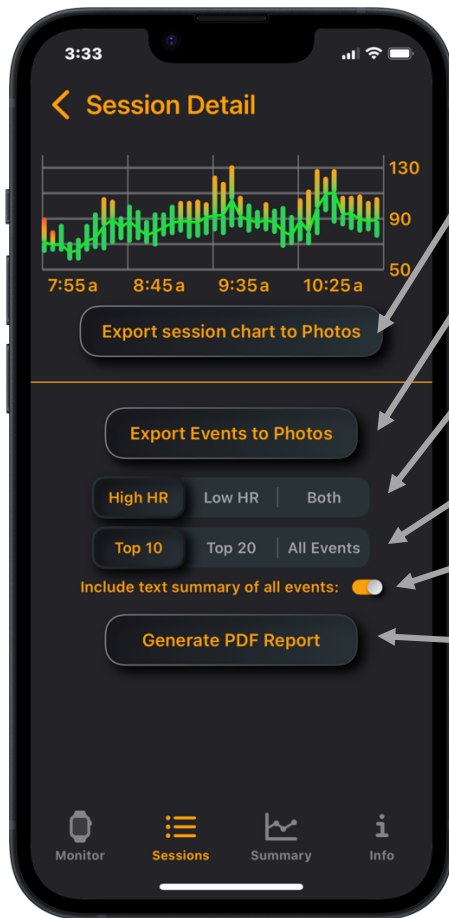 3:33
Session Detail
130
90
50
7:55a 8:45a 9:35a 10:25a
Export session chart to Photos
Export Events to Photos
High HR Low HR Both
Top 10 Top 20 All Events
Include text summary of all events:
Generate PDF Report
Monitor Sessions Summary Info